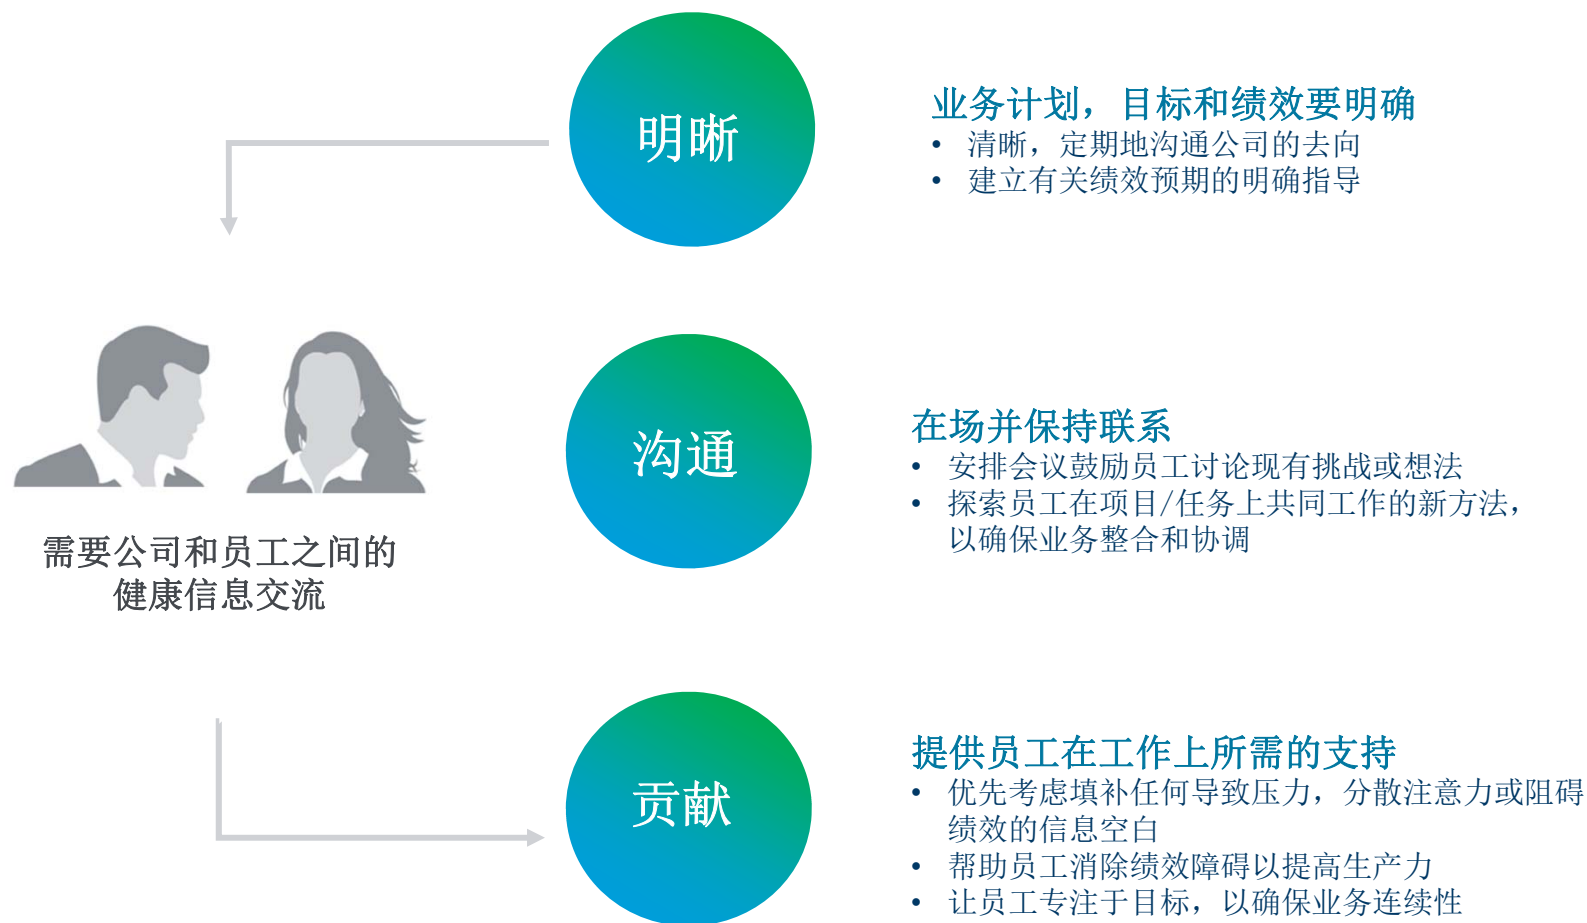 明晰
业务计划，目标和绩效要明确
• 清晰，定期地沟通公司的去向
• 建立有关绩效预期的明确指导
需要公司和员工之间的
健康信息交流
沟通
在场并保持联系
• 安排会议鼓励员工讨论现有挑战或想法
• 探索员工在项目/任务上共同工作的新方法，
以确保业务整合和协调
贡献
提供员工在工作上所需的支持
• 优先考虑填补任何导致压力，分散注意力或阻碍
绩效的信息空白
• 帮助员工消除绩效障碍以提高生产力
• 让员工专注于目标，以确保业务连续性